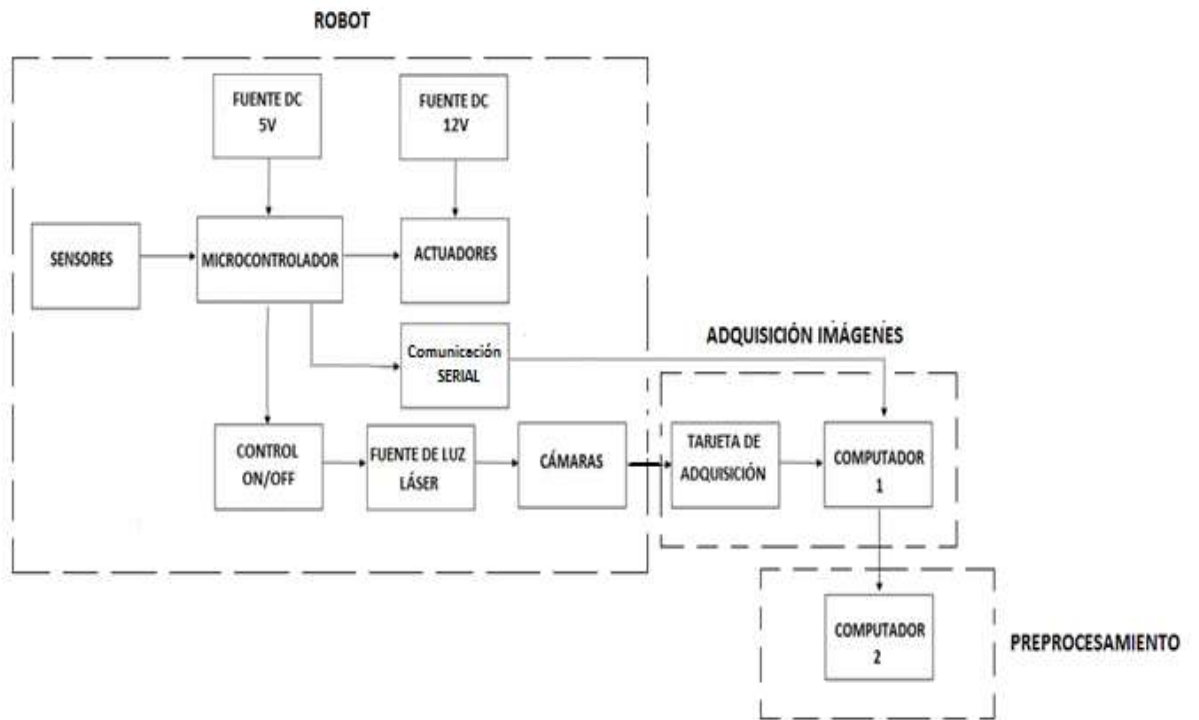 ROBOT
FUENTE DC
5V
FUENTE DC
12V
SENSORES
MICROCONTROLADOR
ACTUADORES
Comunicación
SERIAL
ADQUISICIÓN IMÁGENES
CONTROL
ON/OFF
FUENTE DE LUZ
LÁSER
CÁMARAS
TARJETA DE
ADQUISICIÓN
COMPUTADOR
1
COMPUTADOR
2
PREPROCESAMIENTO